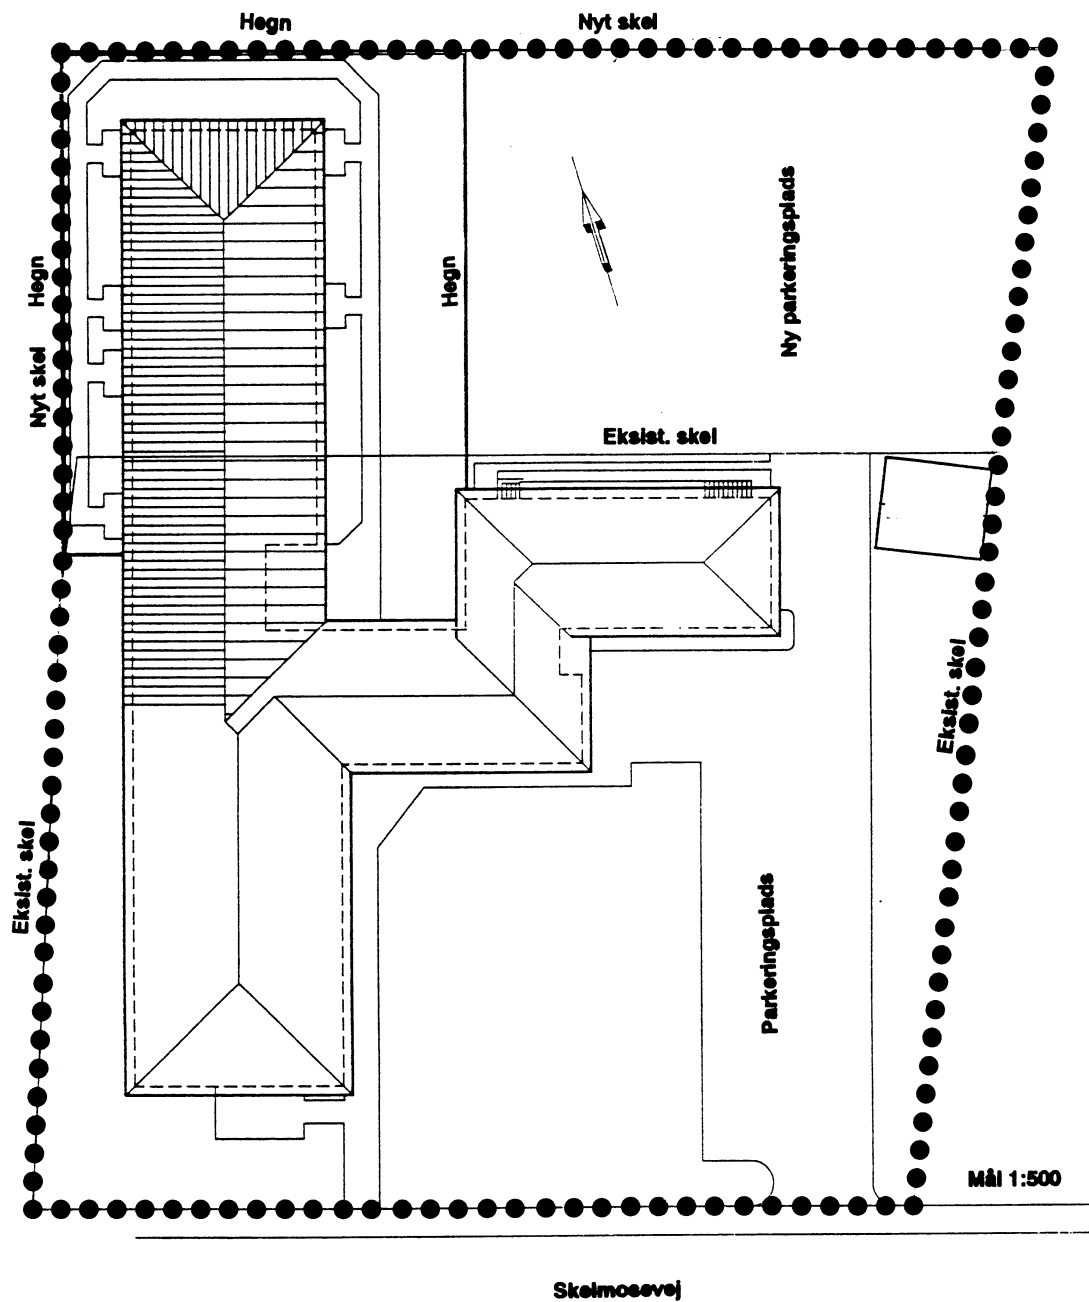 Hegn
Nyt skel
Hegn
Nyt skel
Hegn
Ny parkeringsplads
Eksist. skel
Eksist. skel
Eksist. skel
Parkeringsplads
Mål 1:500
Skelmosevej